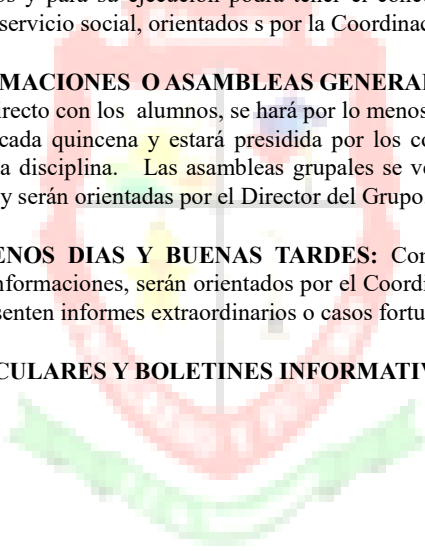 os y para su ejecución podrá tener el conc
servicio social, orientados s por la Coordinac
MACIONES O ASAMBLEAS GENERAL
irecto con los alumnos, se hará por lo menos
cada quincena y estará presidida por los co
a disciplina. Las asambleas grupales se ve
y serán orientadas por el Director del Grupo.
ENOS DIAS Y BUENAS TARDES: Con
nformaciones, serán orientados por el Coordi
senten informes extraordinarios o casos fortu
CULARES Y BOLETINES INFORMATIV